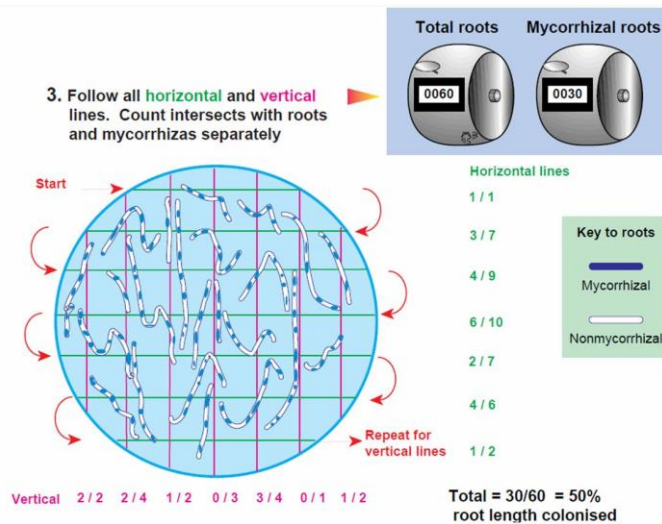 Total roots
Mycorrhizal roots
0060
0030
3. Follow all horizontal and vertical
lines. Count intersects with roots
and mycorrhizas separately
Start
Horizontal lines
1 / 1
3 / 7
4 / 9
6 / 10
2 / 7
4 / 6
1 / 2
Key to roots
Mycorrhizal
Nonmycorrhizal
Repeat for
vertical lines
Vertical 2 / 2 2 / 4 1 / 2 0 / 3 3 / 4 0 / 1 1 / 2
Total = 30/60 = 50%
root length colonised